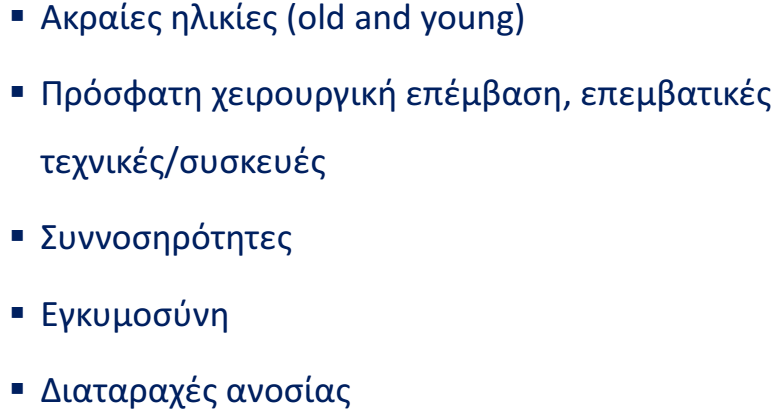 ▪ Ακραίες ηλικίες (old and young)
▪ Πρόσφατη χειρουργική επέμβαση, επεμβατικές
τεχνικές/συσκευές
▪ Συννοσηρότητες
▪ Εγκυμοσύνη
▪ Διαταραχές ανοσίας